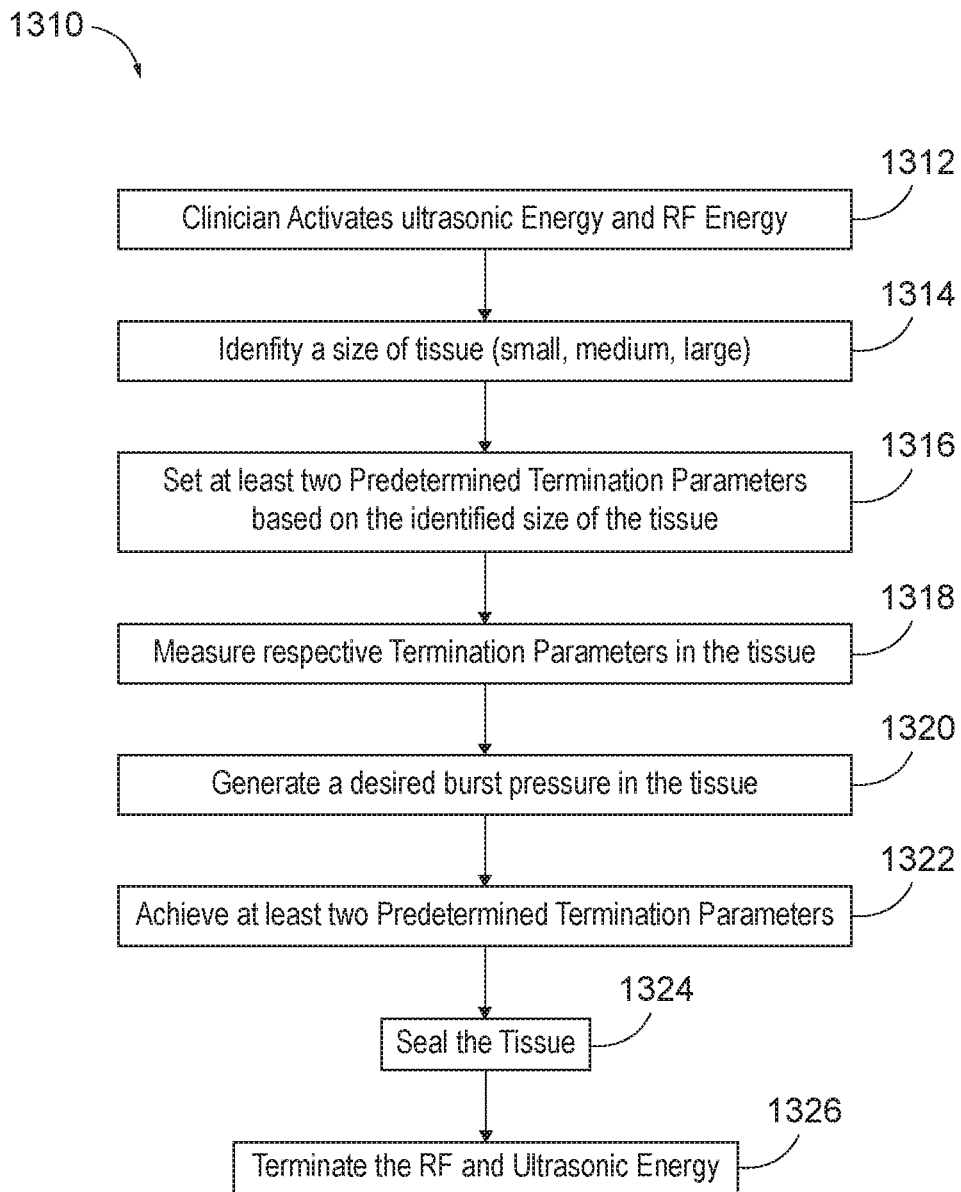 1310
1312
Clinician Activates ultrasonic Energy and RF Energy
1314
Idenfity a size of tissue (small, medium, large)
1316
Set at least two Predetermined Termination Parameters
based on the identified size of the tissue
1318
Measure respective Termination Parameters in the tissue
1320
Generate a desired burst pressure in the tissue
1322
Achieve at least two Predetermined Termination Parameters
1324
Seal the Tissue
1326
Terminate the RF and Ultrasonic Energy